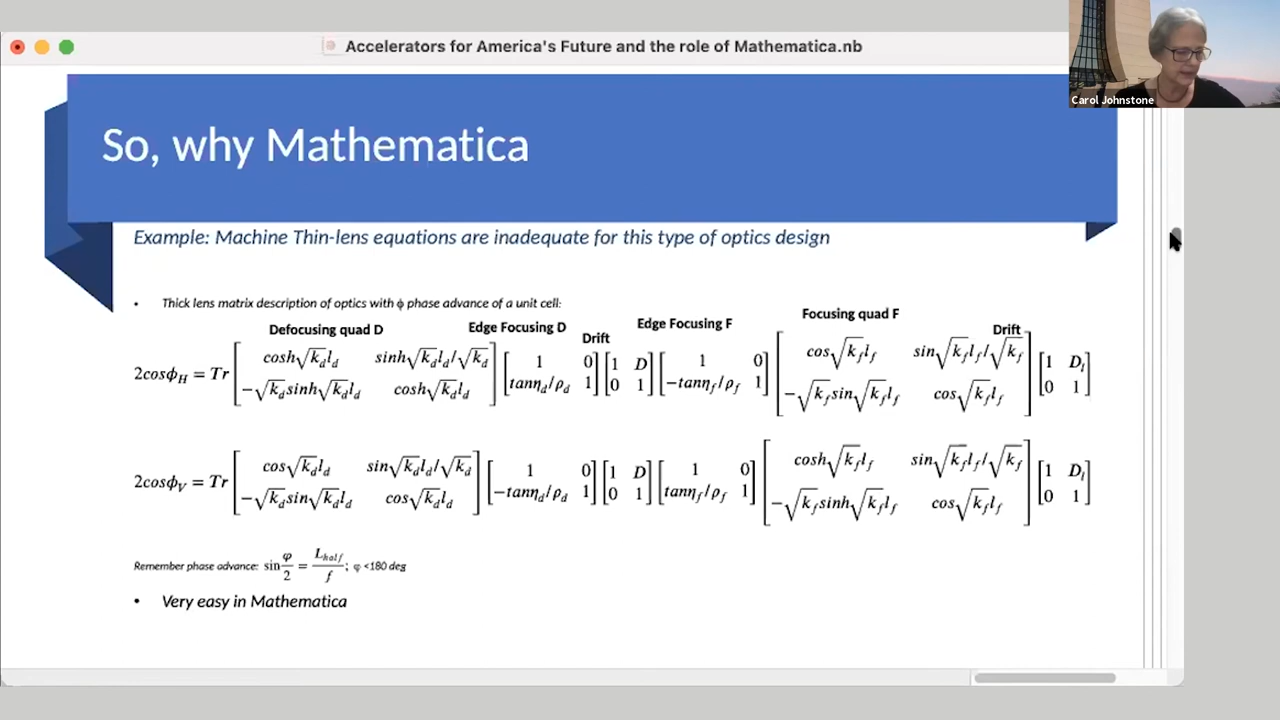 Accelerators for America's Future and the role of Mathematica.nb
Carol Johnstone
So, why Mathematica
Example: Machine Thin-lens equations are inadequate for this type of optics design
• Thick lens matrix description of optics with ϕ phase advance of a unit cell:
Defocusing quad D Edge Focusing D Drift Edge Focusing F Focusing quad F Drift
2cosϕ_H = Tr [cosh√k_d l_d sinh√k_d l_d/√k_d; −√k_d sinh√k_d l_d cosh√k_d l_d] [1 0; tanη_d/ρ_d 1] [1 D; 0 1] [1 0; −tanη_f/ρ_f 1] [cos√k_f l_f sin√k_f l_f/√k_f; −√k_f sin√k_f l_f cos√k_f l_f] [1 D_l; 0 1]
2cosϕ_V = Tr [cos√k_d l_d sin√k_d l_d/√k_d; −√k_d sin√k_d l_d cos√k_d l_d] [1 0; −tanη_d/ρ_d 1] [1 D; 0 1] [1 0; tanη_f/ρ_f 1] [cosh√k_f l_f sin√k_f l_f/√k_f; −√k_f sinh√k_f l_f cos√k_f l_f] [1 D_l; 0 1]
Remember phase advance: sin φ/2 = L_half/f; φ <180 deg
• Very easy in Mathematica